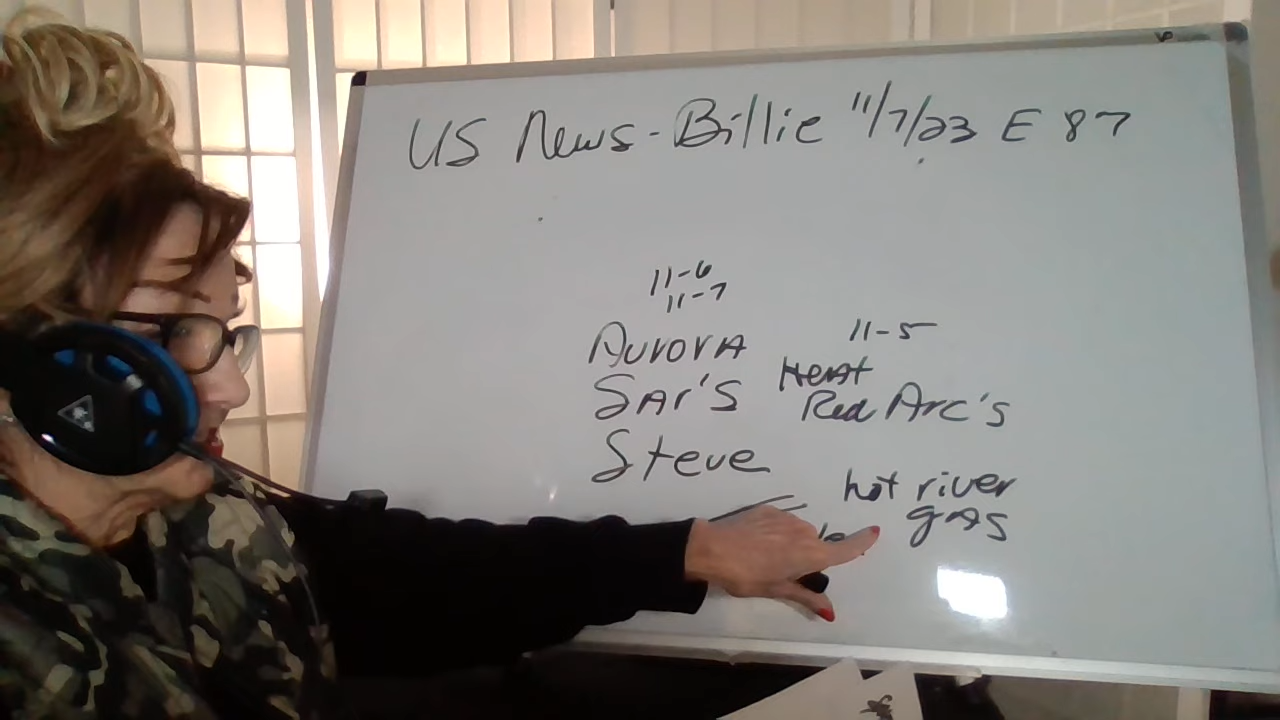 US News - Billie 11/7/23 E 87
11-6
11-7
Aurora
SAr's
Steve
11-5
Heat
Red Arc's
hot river
gAs